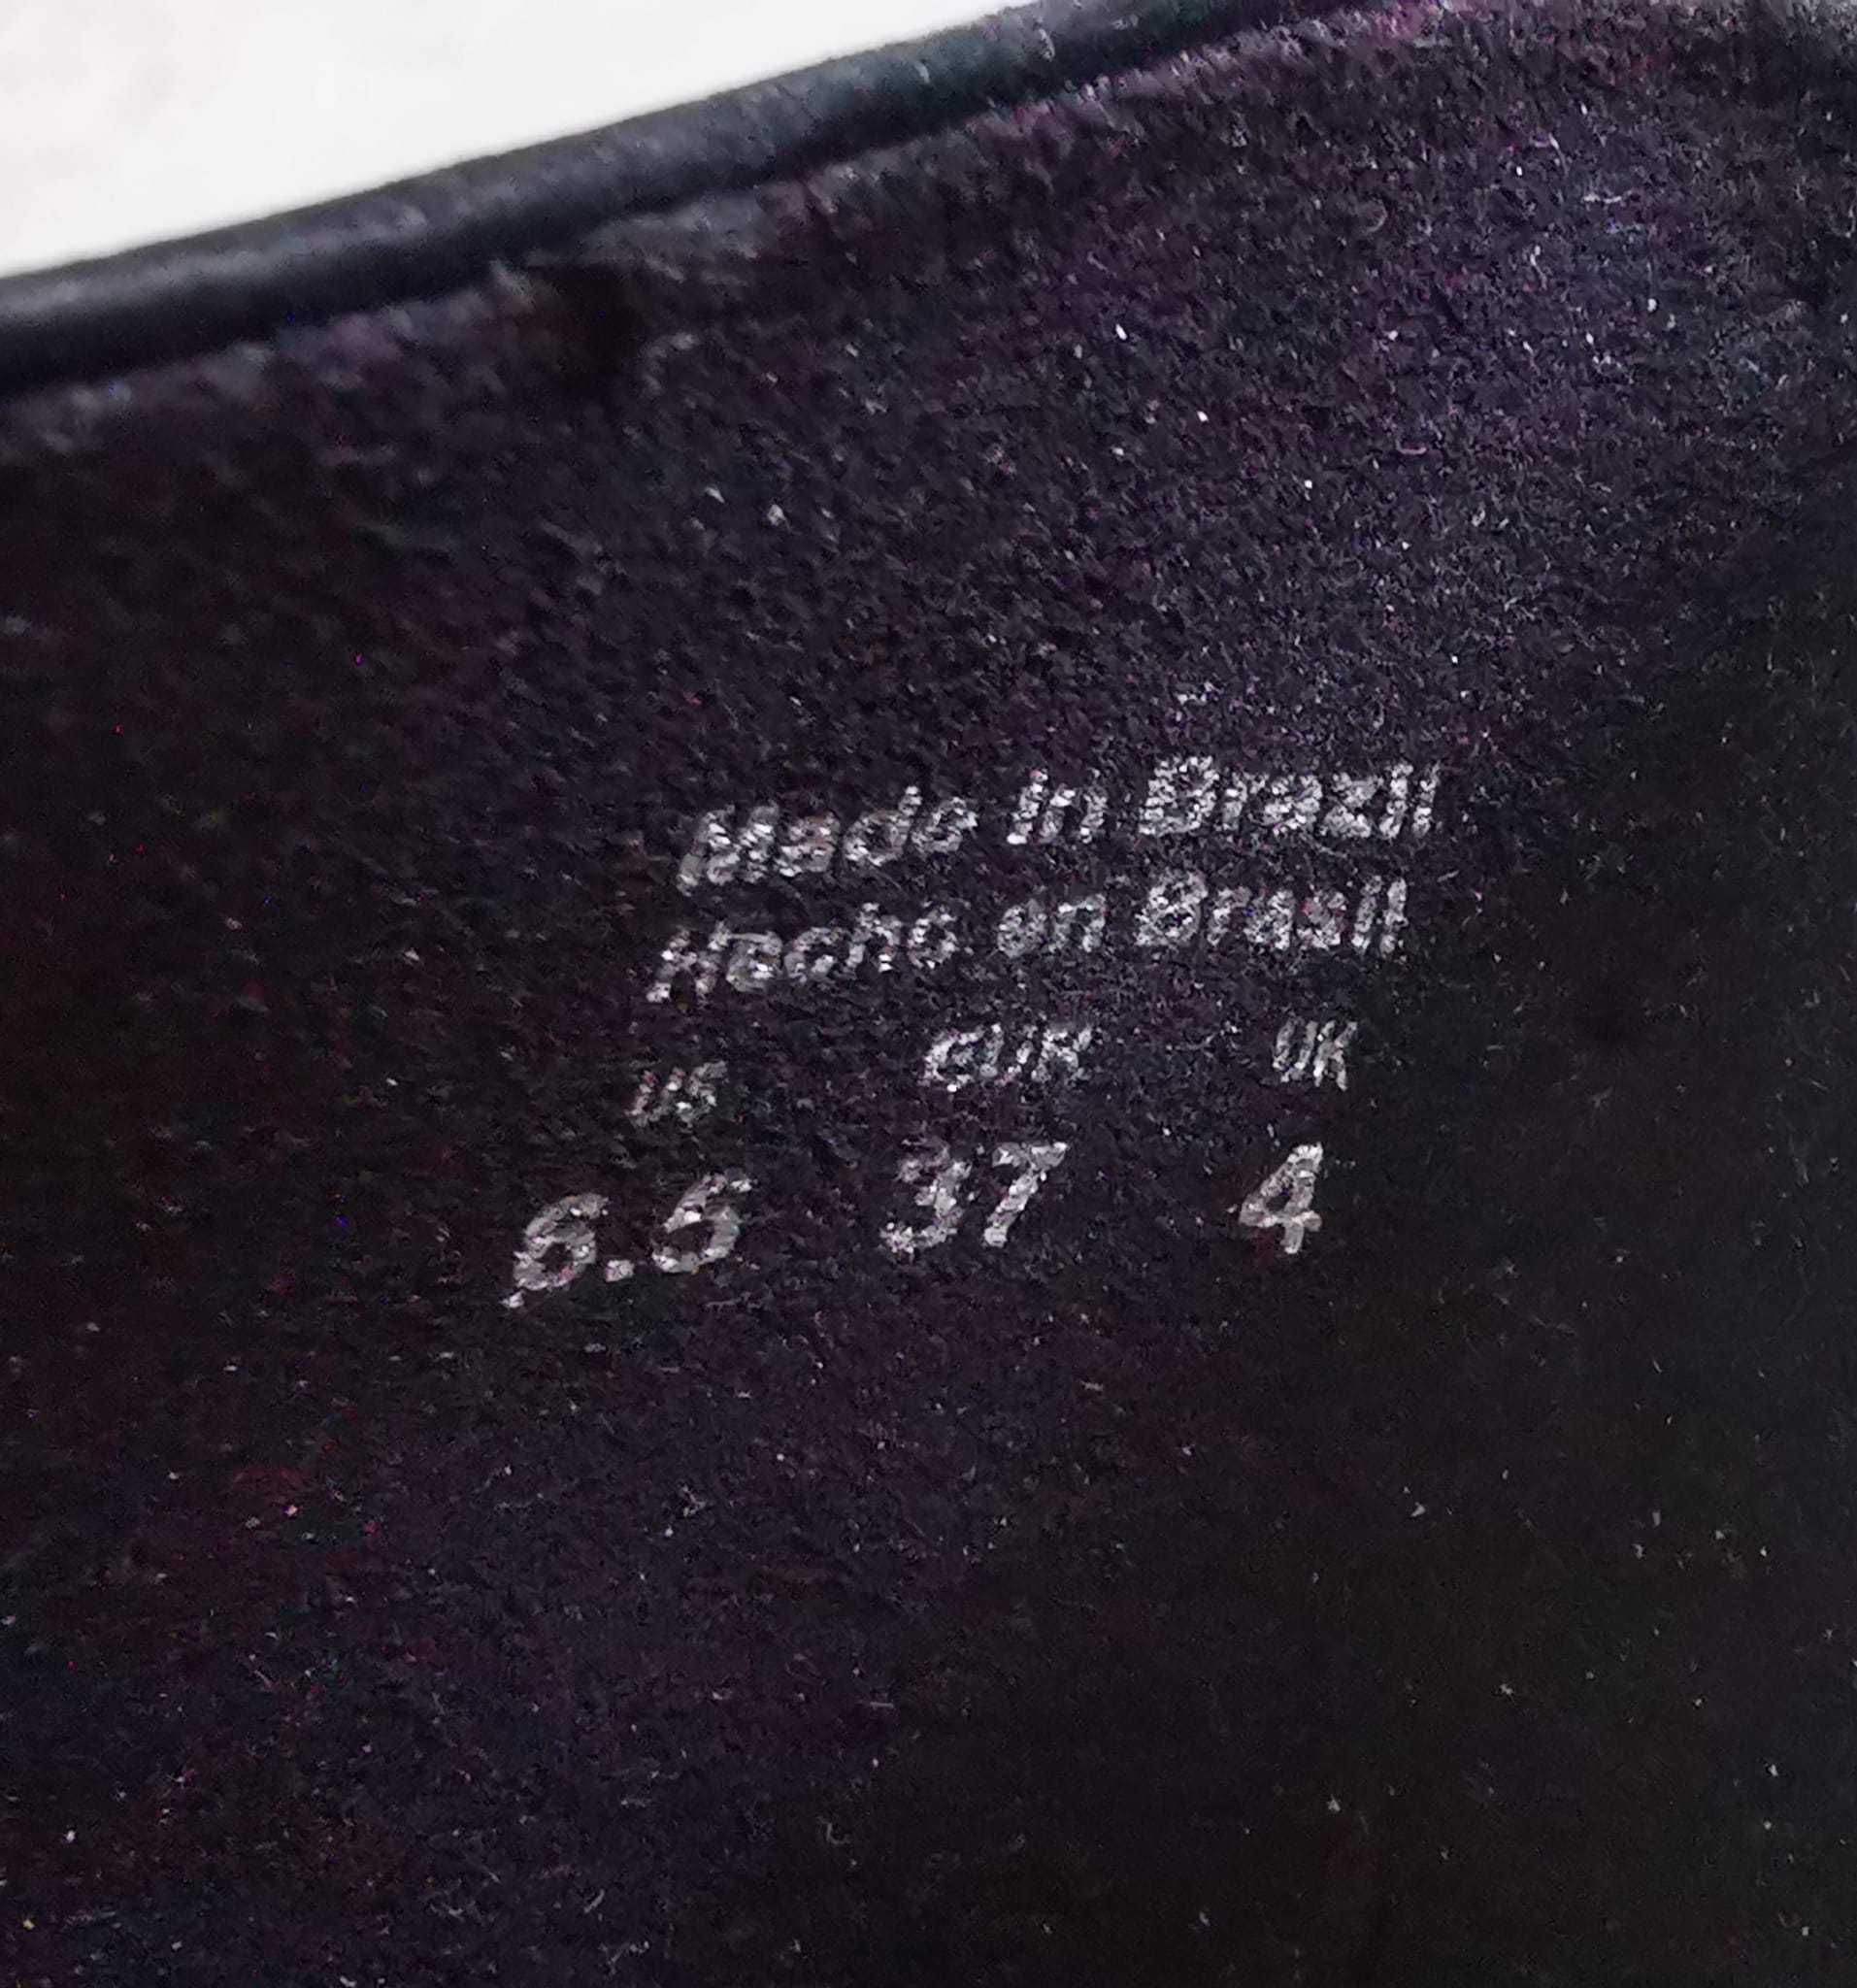 Made in Brazil
Hecho en Brasil
US EUR UK
6.5 37 4